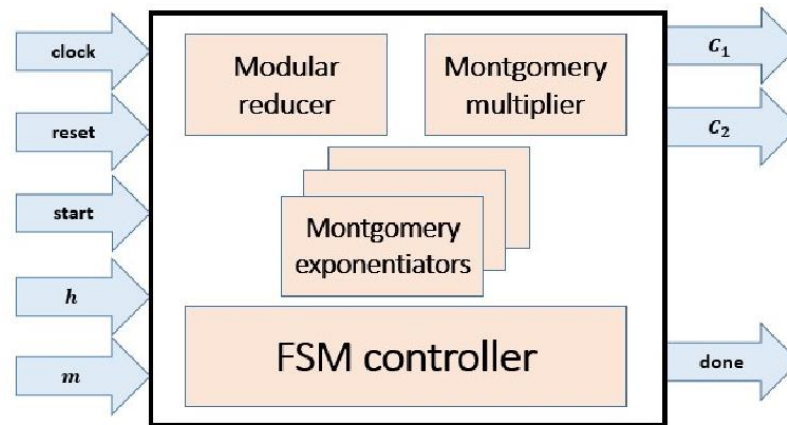 clock
reset
start
h
m
Modular
reducer
Montgomery
multiplier
Montgomery
exponentiators
FSM controller
C₁
C₂
done